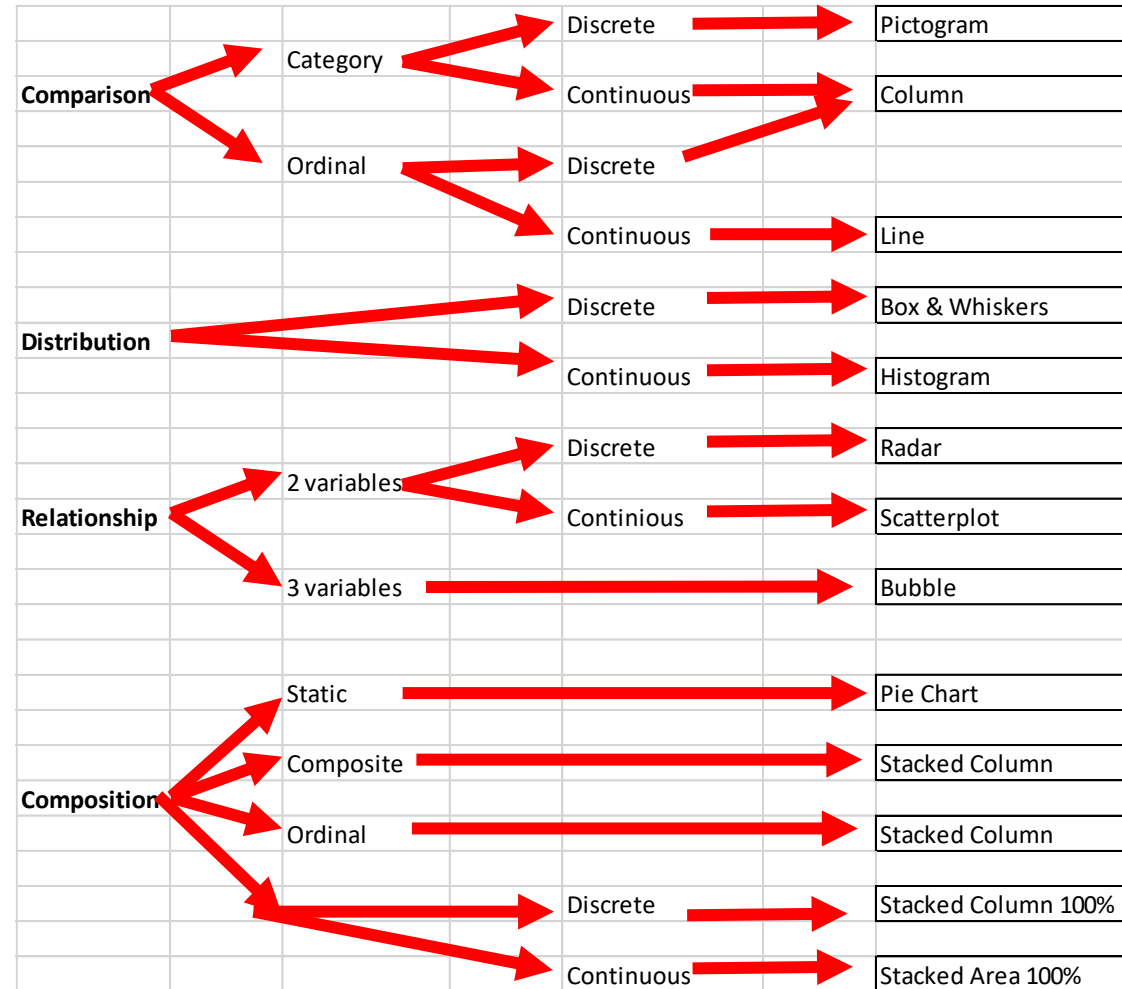 Discrete Pictogram
Category
Comparison Continuous Column
Ordinal Discrete
Continuous Line
Discrete Box & Whiskers
Distribution
Continuous Histogram
Discrete Radar
2 variables
Relationship Continious Scatterplot
3 variables Bubble
Static Pie Chart
Composite Stacked Column
Composition
Ordinal Stacked Column
Discrete Stacked Column 100%
Continuous Stacked Area 100%